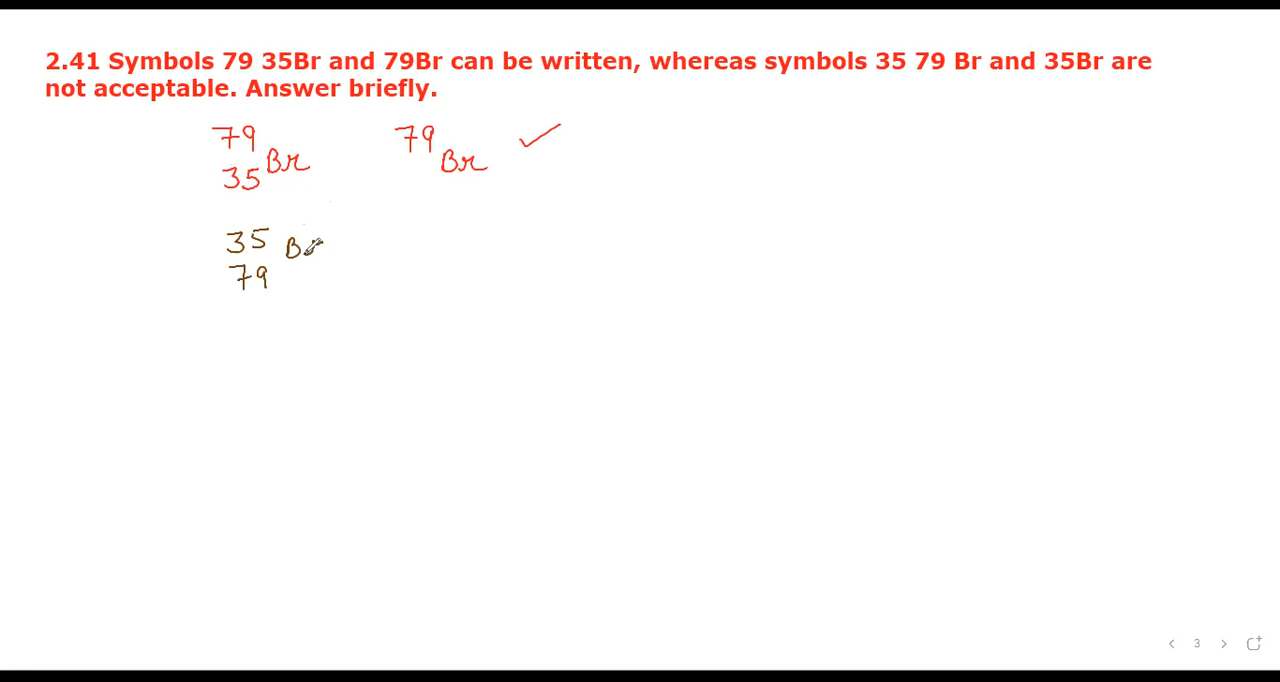 2.41 Symbols 79 35Br and 79Br can be written, whereas symbols 35 79 Br and 35Br are
not acceptable. Answer briefly.
79 79
35 Br Br
35 Br
79
3